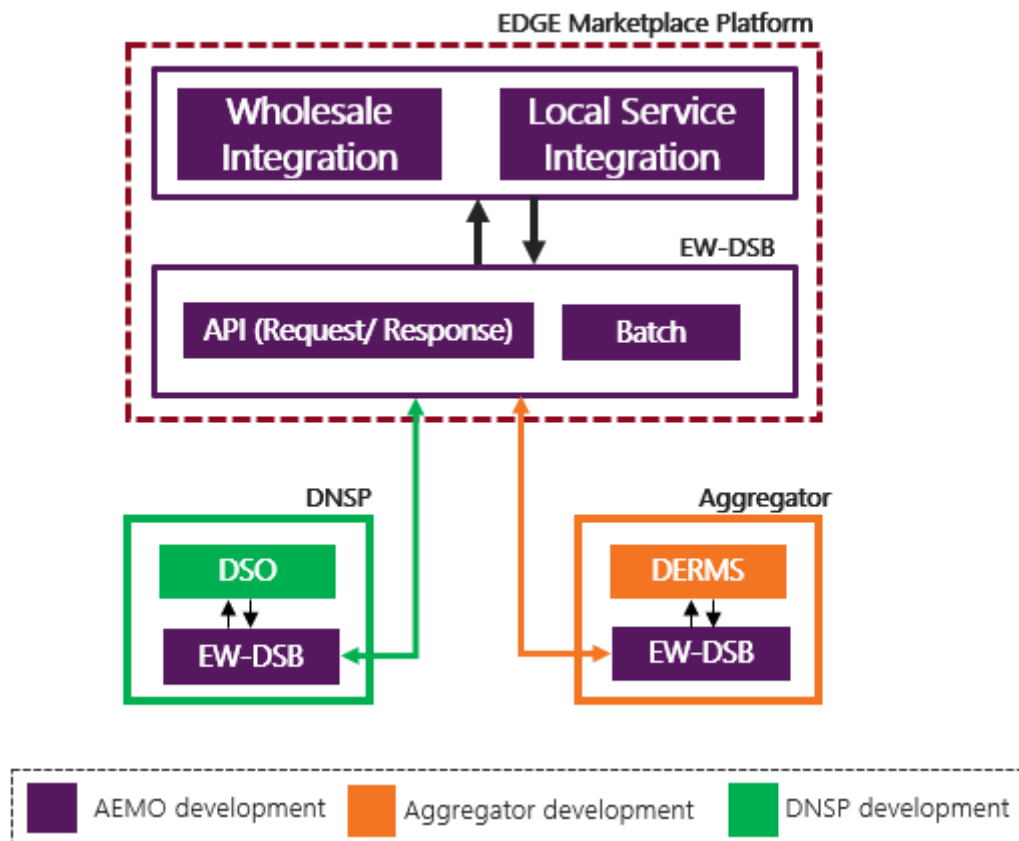 EDGE Marketplace Platform
Wholesale
Integration
Local Service
Integration
EW-DSB
API (Request/ Response)
Batch
DNSP
DSO
EW-DSB
Aggregator
DERMS
EW-DSB
AEMO development
Aggregator development
DNSP development